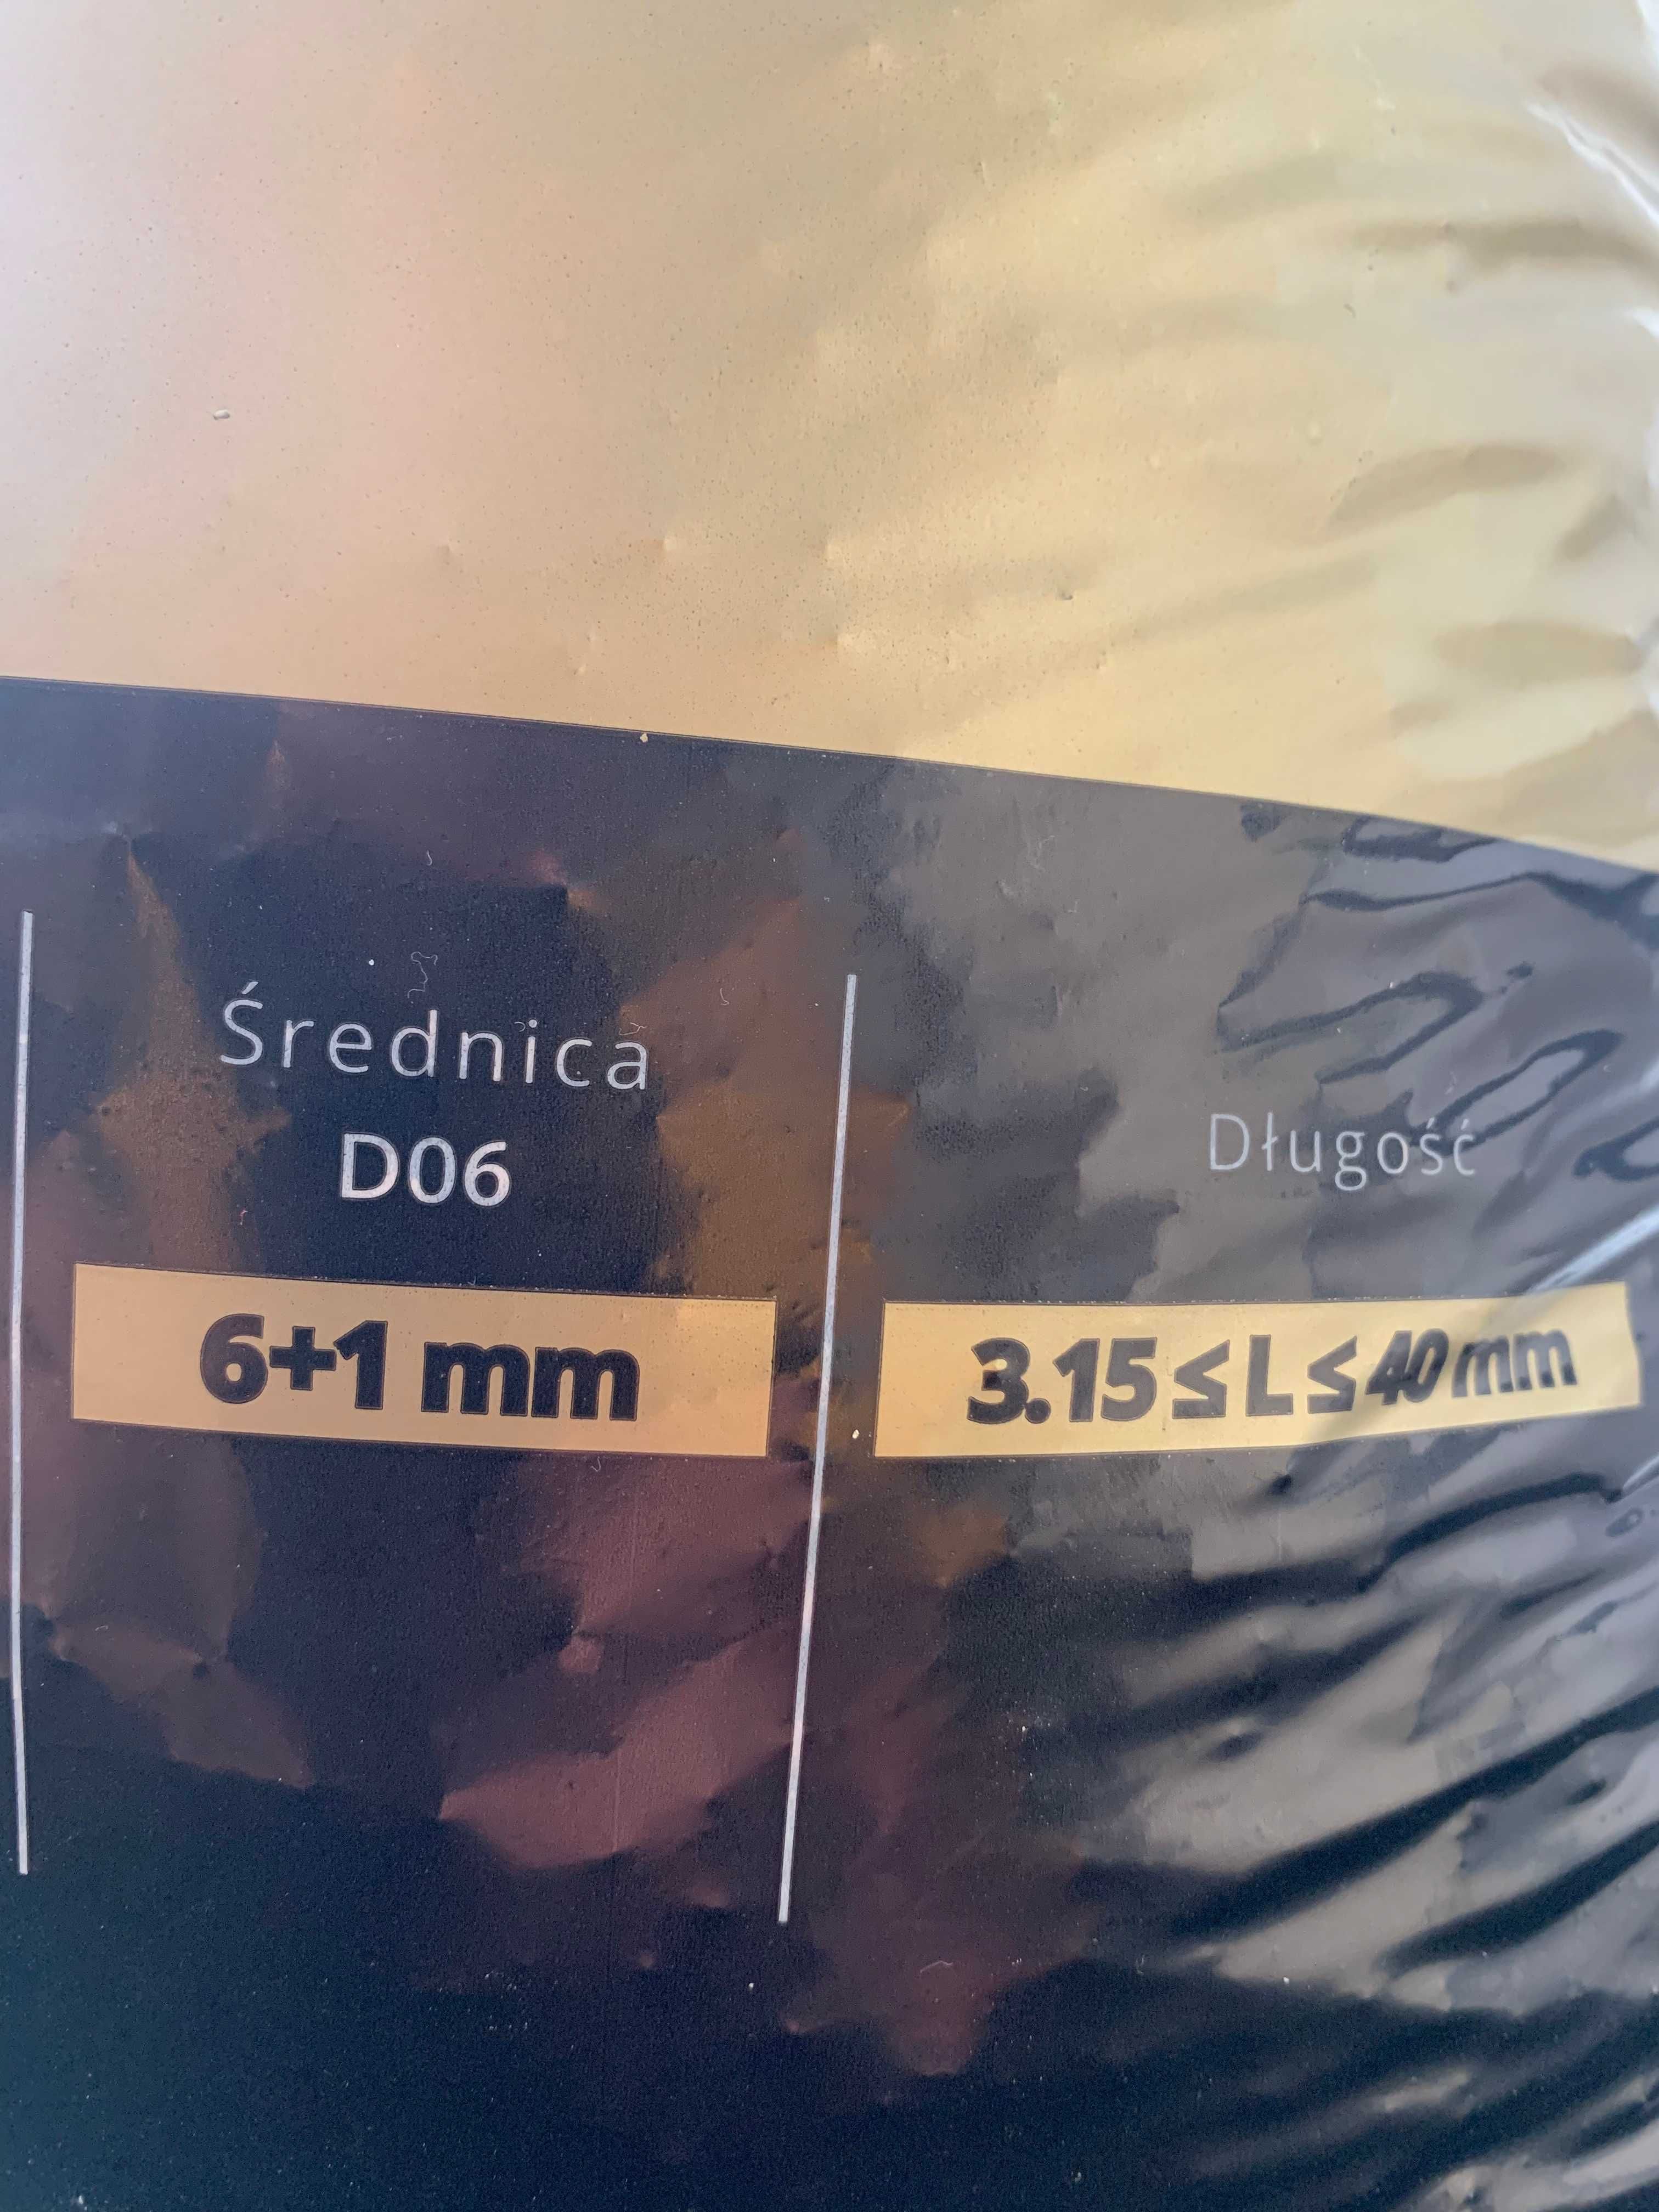 Średnica
D06
6+1 mm
Długość
3.15≤L≤40mm